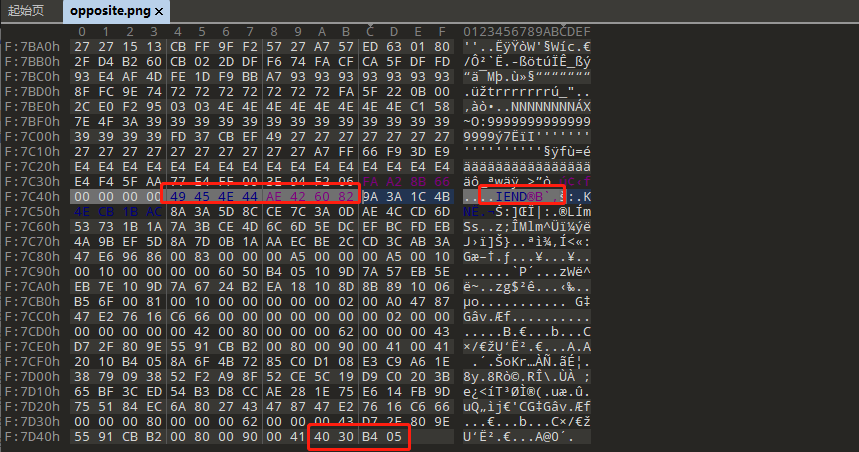 起始页 opposite.png ×
0 1 2 3 4 5 6 7 8 9 A B C D E F 0123456789ABCDEF
F:7BA0h 27 27 15 13 CB FF 9F F2 57 27 A7 57 ED 63 01 80 ''..ËÿŸòW'§Wíc.€
F:7BB0h 2F D4 B2 60 CB 02 2D DF F6 74 FA CF CA 5F DF FD /Ô²`Ë.-ßötúÏÊ_ßý
F:7BC0h 93 E4 AF 4D FE 1D F9 BB A7 93 93 93 93 93 93 93 “ä¯Mþ.ù»§“““““““
F:7BD0h 8F FC 9E 74 72 72 72 72 72 72 72 FA 5F 22 0B 00 .üžtrrrrrrrú_"..
F:7BE0h 2C E0 F2 95 03 03 4E 4E 4E 4E 4E 4E 4E 4E C1 58
F:7BF0h 7E 4F 3A 39 39 39 39 39 39 39 39 39 39 39 39 39 ~O:9999999999999
F:7C00h 39 39 39 39 FD 37 CB EF 49 27 27 27 27 27 27 27 9999ý7ËïI'''''''
F:7C10h 27 27 27 27 27 27 27 27 27 27 A7 FF 66 F9 3D E9 ''''''''''§ÿfù=é
F:7C20h E4 E4 E4 E4 E4 E4 E4 E4 E4 E4 E4 E4 E4 E4 E4 E4 ääääääääääääääää
F:7C30h E4 F4 5F AA
F:7C40h 00 00 00 00 49 45 4E 44 AE 42 60 82 9A 3A 1C 4B ....IEND®B`‚š:.K
F:7C50h 4E CB 1B AC 8A 3A 5D 8C CE 7C 3A 0D AE 4C CD 6D NË.¬Š:]ŒÎ|:.®LÍm
F:7C60h 53 73 1B 1A 7A 3B CE 4D 6C 6D 5E DC EF BC FD EB Ss..z;ÎMlm^Üï¼ýë
F:7C70h 4A 9B EF 5D 8A 7D 0B 1A AA EC BE 2C CD 3C AB 3A J›ï]Š}..ªì¾,Í<«:
F:7C80h 47 E6 96 86 00 83 00 00 00 A5 00 00 00 A5 00 10 Gæ–†.ƒ...¥...¥..
F:7C90h 00 10 00 00 00 00 60 50 B4 05 10 9D 7A 57 EB 5E ......`P´...zWë^
F:7CA0h EB 7E 10 9D 7A 67 24 B2 EA 18 10 8D 8B 89 10 06 ë~..zg$²ê...‹‰..
F:7CB0h B5 6F 00 81 00 10 00 00 00 00 00 02 00 A0 47 87 µo............ G‡
F:7CC0h 47 E2 76 16 C6 66 00 00 00 00 00 00 00 02 00 00 Gâv.Æf..........
F:7CD0h 00 00 00 00 00 42 00 80 00 00 00 62 00 00 00 43 .....B.€...b...C
F:7CE0h D7 2F 80 9E 55 91 CB B2 00 80 00 90 00 41 00 41 ×/€žU‘Ë².€...A.A
F:7CF0h 20 10 B4 05 8A 6F 4B 72 85 C0 D1 08 E3 C9 A6 1E  .´.ŠoKr…ÀÑ.ãÉ¦.
F:7D00h 38 79 09 38 52 F2 A9 8F 52 CE 5C 19 D9 C0 20 3B 8y.8Rò©.RÎ\.ÙÀ ;
F:7D10h 65 BF 3C ED 54 B3 D8 CC AE 28 1E 75 E6 14 FB 9D e¿<íT³ØÌ®(.uæ.û.
F:7D20h 75 51 84 EC 6A 80 27 43 47 87 47 E2 76 16 C6 66 uQ„ìj€'CG‡Gâv.Æf
F:7D30h 00 00 00 80 00 00 00 62 00 00 00 43 D7 2F 80 9E ...€...b...C×/€ž
F:7D40h 55 91 CB B2 00 80 00 90 00 41 40 30 B4 05 U‘Ë².€...A@0´.